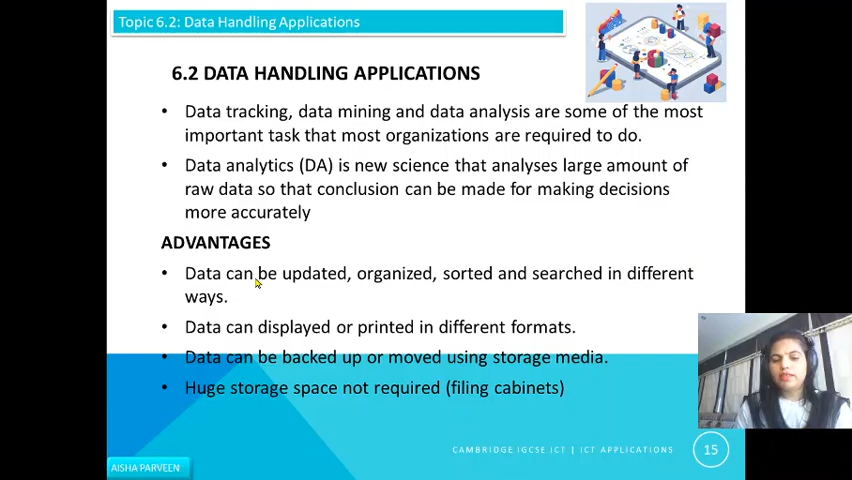 Topic 6.2: Data Handling Applications
6.2 DATA HANDLING APPLICATIONS
• Data tracking, data mining and data analysis are some of the most
important task that most organizations are required to do.
• Data analytics (DA) is new science that analyses large amount of
raw data so that conclusion can be made for making decisions
more accurately
ADVANTAGES
• Data can be updated, organized, sorted and searched in different
ways.
• Data can displayed or printed in different formats.
• Data can be backed up or moved using storage media.
• Huge storage space not required (filing cabinets)
CAMBRIDGE IGCSE ICT | ICT APPLICATIONS
15
AISHA PARVEEN